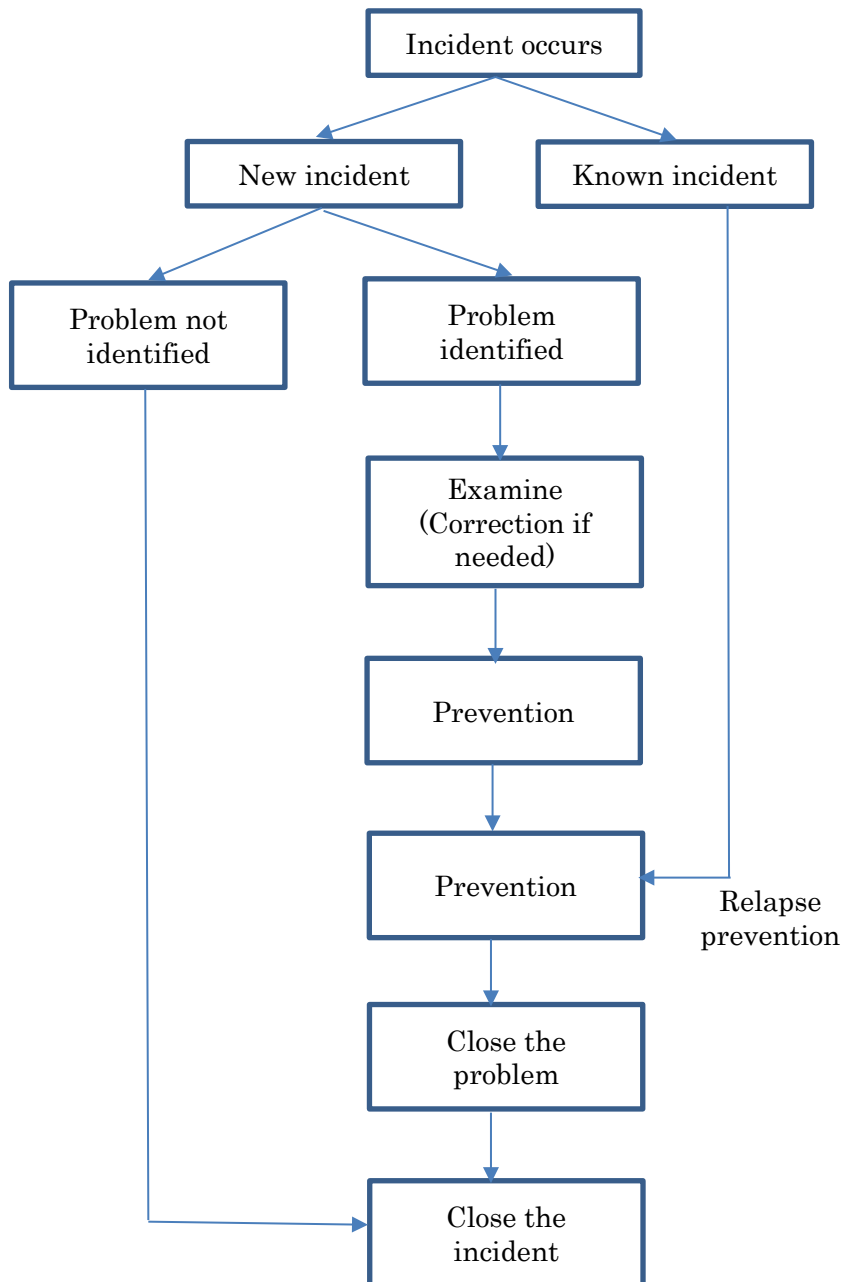 Incident occurs
New incident
Known incident
Problem not
identified
Problem
identified
Examine
(Correction if
needed)
Prevention
Prevention
Relapse
prevention
Close the
problem
Close the
incident